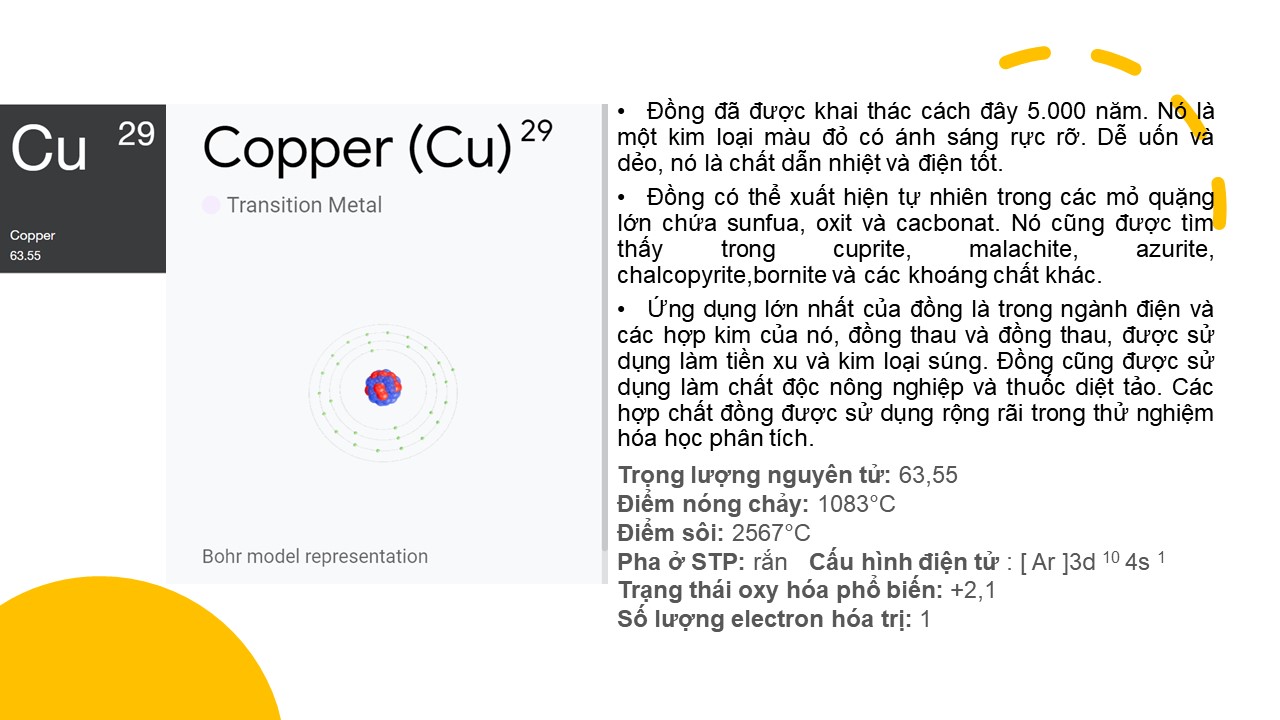 Cu 29
Copper
63.55
Copper (Cu) 29
Transition Metal
Bohr model representation
• Đồng đã được khai thác cách đây 5.000 năm. Nó là
một kim loại màu đỏ có ánh sáng rực rỡ. Dễ uốn và
dẻo, nó là chất dẫn nhiệt và điện tốt.
• Đồng có thể xuất hiện tự nhiên trong các mỏ quặng
lớn chứa sunfua, oxit và cacbonat. Nó cũng được tìm
thấy trong cuprite, malachite, azurite,
chalcopyrite,bornite và các khoáng chất khác.
• Ứng dụng lớn nhất của đồng là trong ngành điện và
các hợp kim của nó, đồng thau và đồng thau, được sử
dụng làm tiền xu và kim loại súng. Đồng cũng được sử
dụng làm chất độc nông nghiệp và thuốc diệt tảo. Các
hợp chất đồng được sử dụng rộng rãi trong thử nghiệm
hóa học phân tích.
Trọng lượng nguyên tử: 63,55
Điểm nóng chảy: 1083°C
Điểm sôi: 2567°C
Pha ở STP: rắn Cấu hình điện tử : [ Ar ]3d 10 4s 1
Trạng thái oxy hóa phổ biến: +2,1
Số lượng electron hóa trị: 1